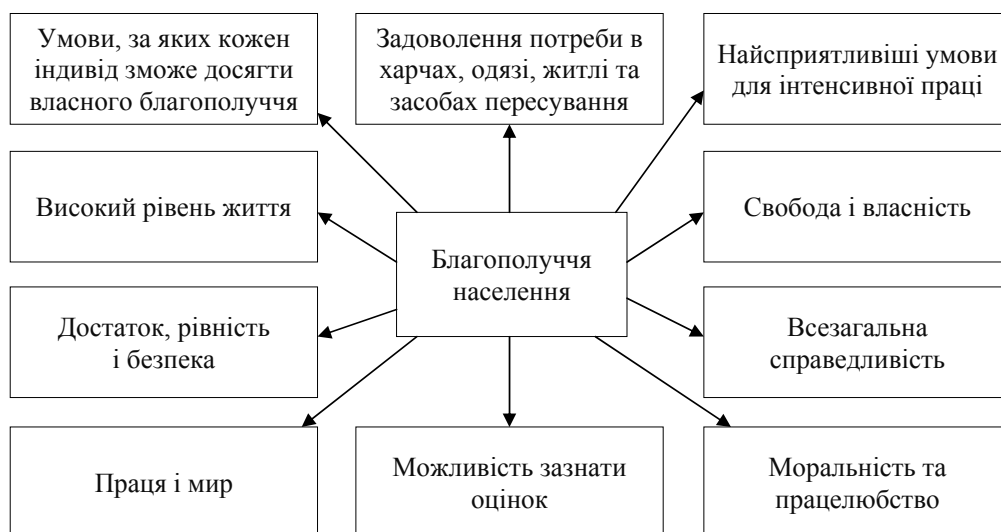 Умови, за яких кожен
індивід зможе досягти
власного благополуччя
Задоволення потреби в
харчах, одязі, житлі та
засобах пересування
Найсприятливіші умови
для інтенсивної праці
Високий рівень життя
Благополуччя
населення
Свобода і власність
Достаток, рівність
і безпека
Всезагальна
справедливість
Праця і мир
Можливість зазнати
оцінок
Моральність та
працелюбство